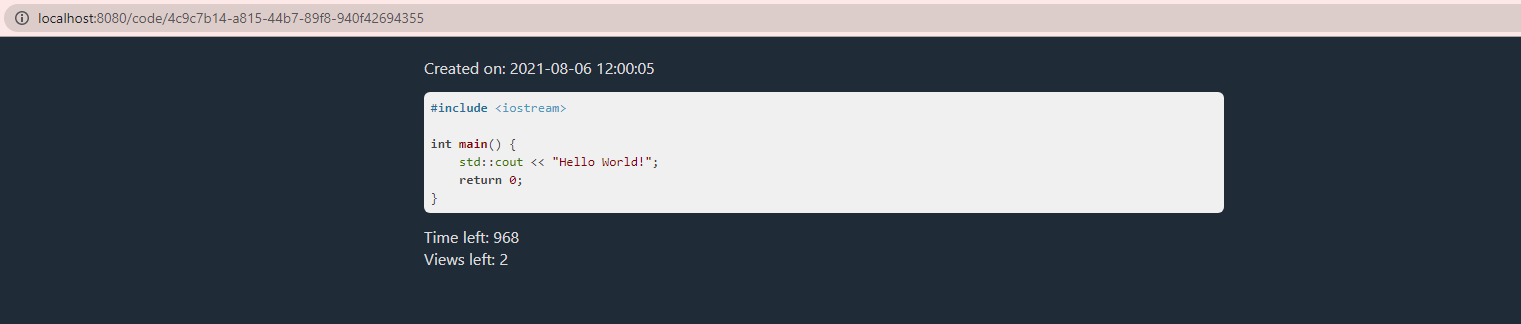 localhost:8080/code/4c9c7b14-a815-44b7-89f8-940f42694355
Created on: 2021-08-06 12:00:05
#include <iostream>
int main() {
    std::cout << "Hello World!";
    return 0;
}
Time left: 968
Views left: 2